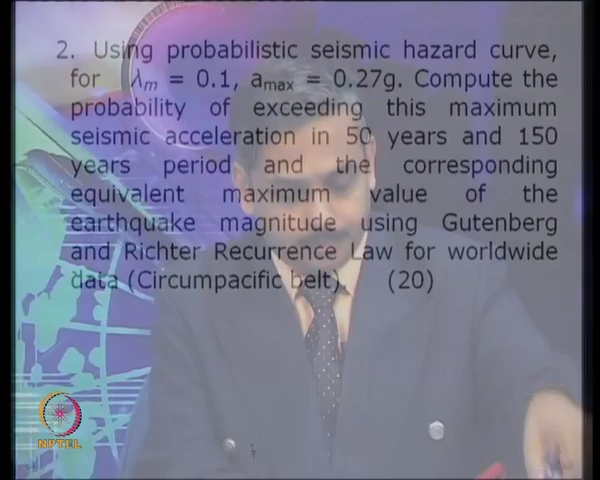 2. Using probabilistic seismic hazard curve,
for λm = 0.1, amax = 0.27g. Compute the
probability of exceeding this maximum
seismic acceleration in 50 years and 150
years period and the corresponding
equivalent maximum value of the
earthquake magnitude using Gutenberg
and Richter Recurrence Law for worldwide
data (Circumpacific belt). (20)
NPTEL